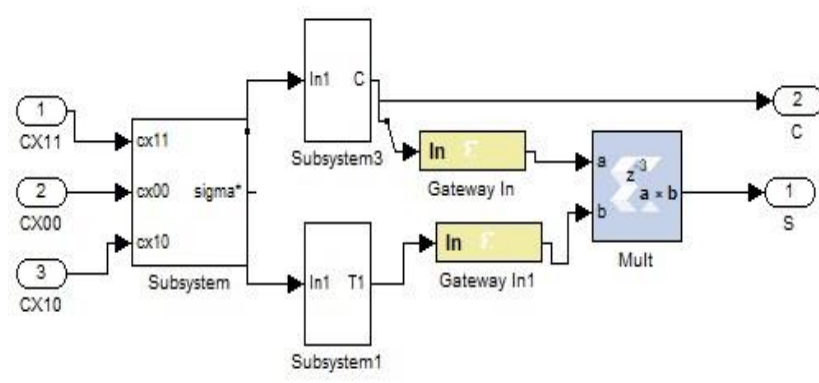 1
CX11
2
CX00
3
CX10
cx11
cx00
cx10
sigma*
Subsystem
In1 C
Subsystem3
In1 T1
Subsystem1
In
Gateway In
In
Gateway In1
a
b
z-3
a × b
Mult
2
C
1
S